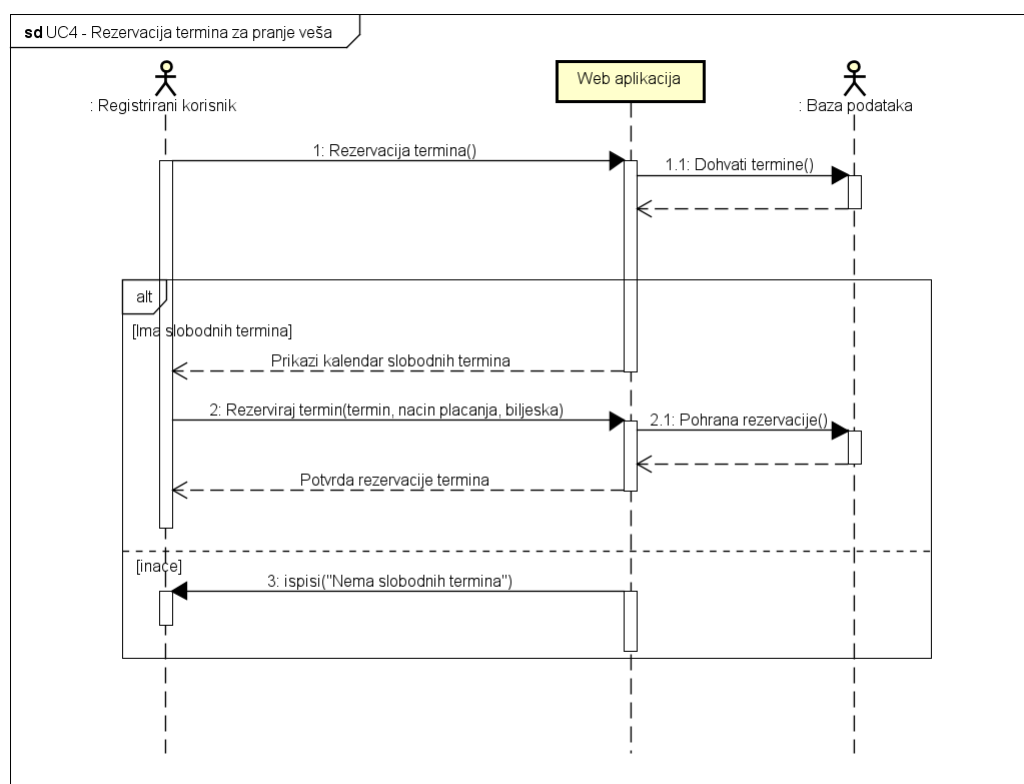 sd UC4 - Rezervacija termina za pranje veša
: Registrirani korisnik
Web aplikacija
: Baza podataka
1: Rezervacija termina()
1.1: Dohvati termine()
alt
[Ima slobodnih termina]
Prikazi kalendar slobodnih termina
2: Rezerviraj termin(termin, nacin placanja, biljeska)
2.1: Pohrana rezervacije()
Potvrda rezervacije termina
[inace]
3: ispisi("Nema slobodnih termina")